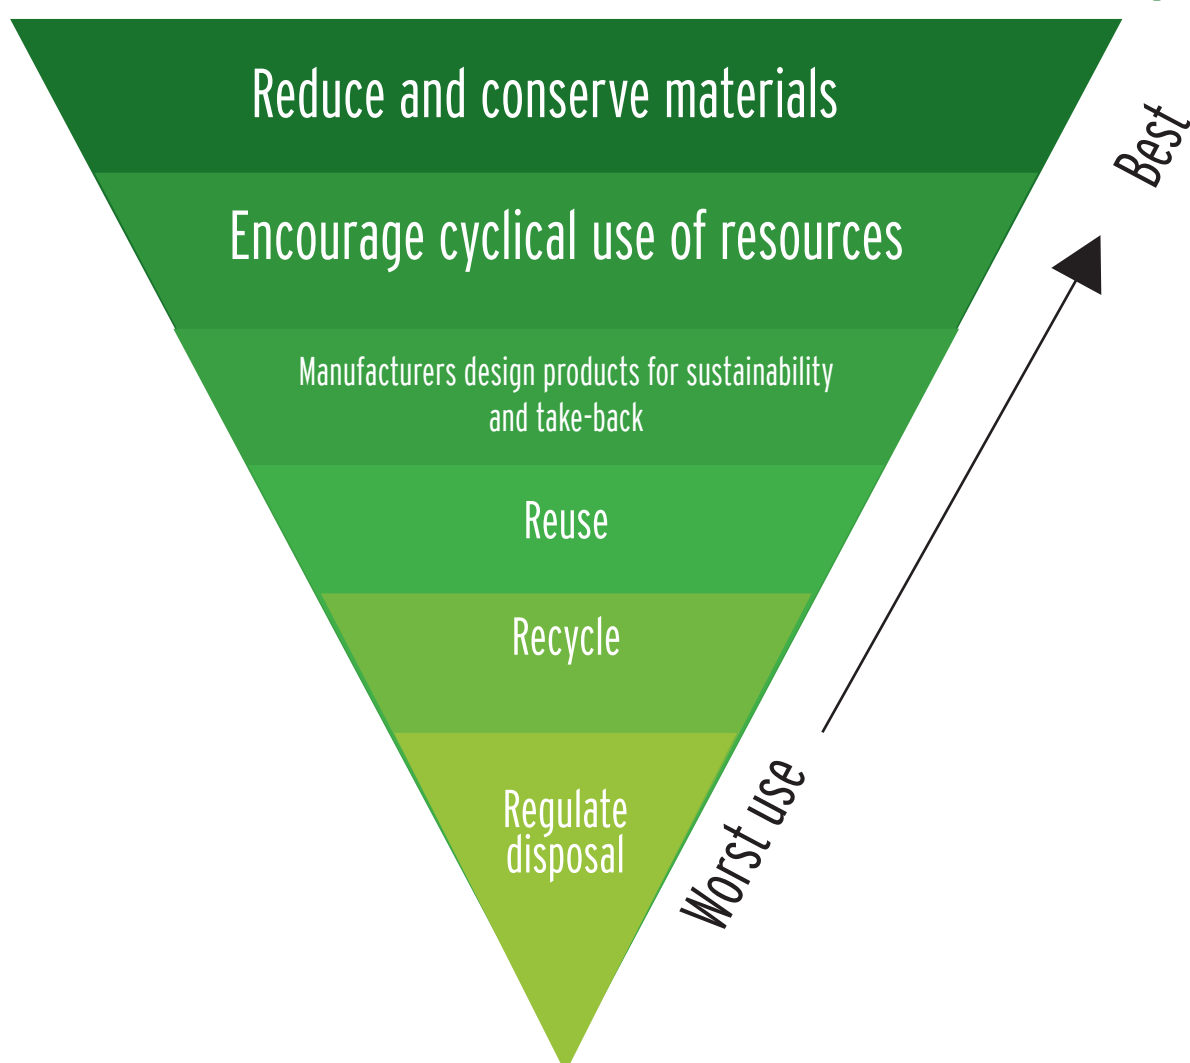 Reduce and conserve materials
Encourage cyclical use of resources
Manufacturers design products for sustainability
and take-back
Reuse
Recycle
Regulate
disposal
Best
Worst use